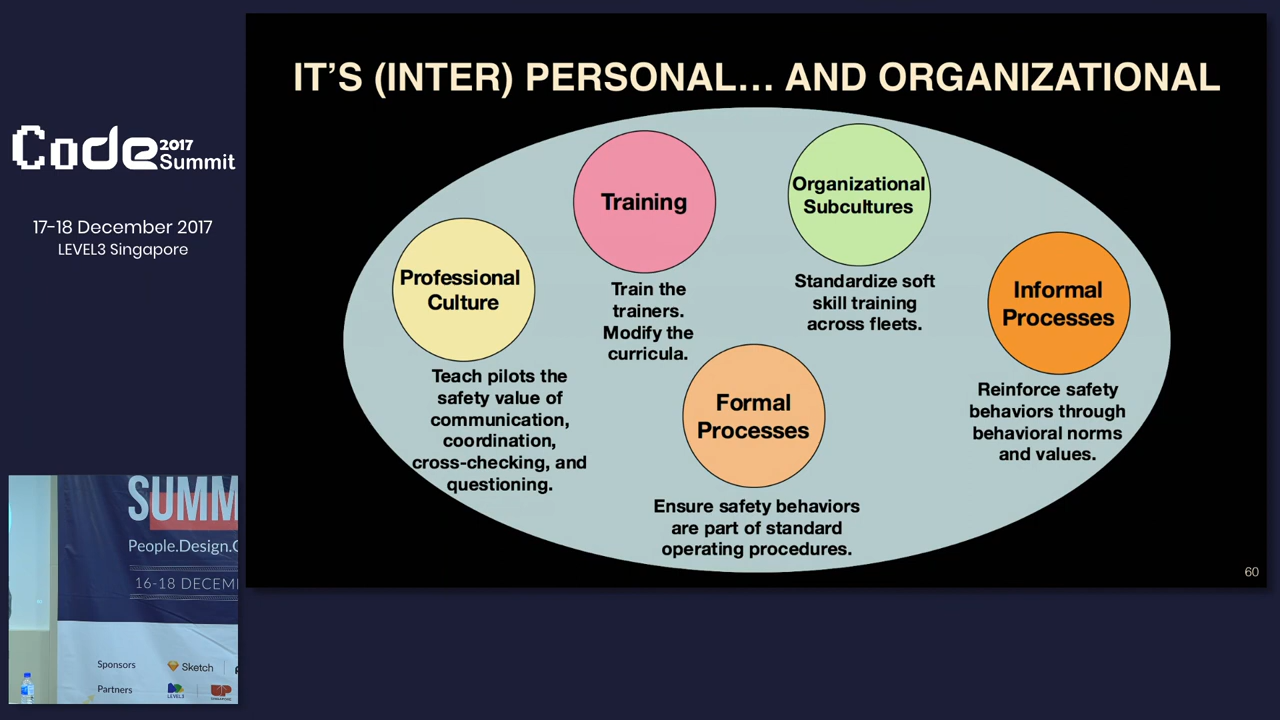 Code 2017 Summit
17-18 December 2017
LEVEL3 Singapore
IT'S (INTER) PERSONAL... AND ORGANIZATIONAL
Professional
Culture
Teach pilots the
safety value of
communication,
coordination,
cross-checking, and
questioning.
Training
Train the
trainers.
Modify the
curricula.
Organizational
Subcultures
Standardize soft
skill training
across fleets.
Informal
Processes
Reinforce safety
behaviors through
behavioral norms
and values.
Formal
Processes
Ensure safety behaviors
are part of standard
operating procedures.
60
SUMM
People.Design.
16-18 DECEM
Sponsors
Sketch
Partners
LEVEL3